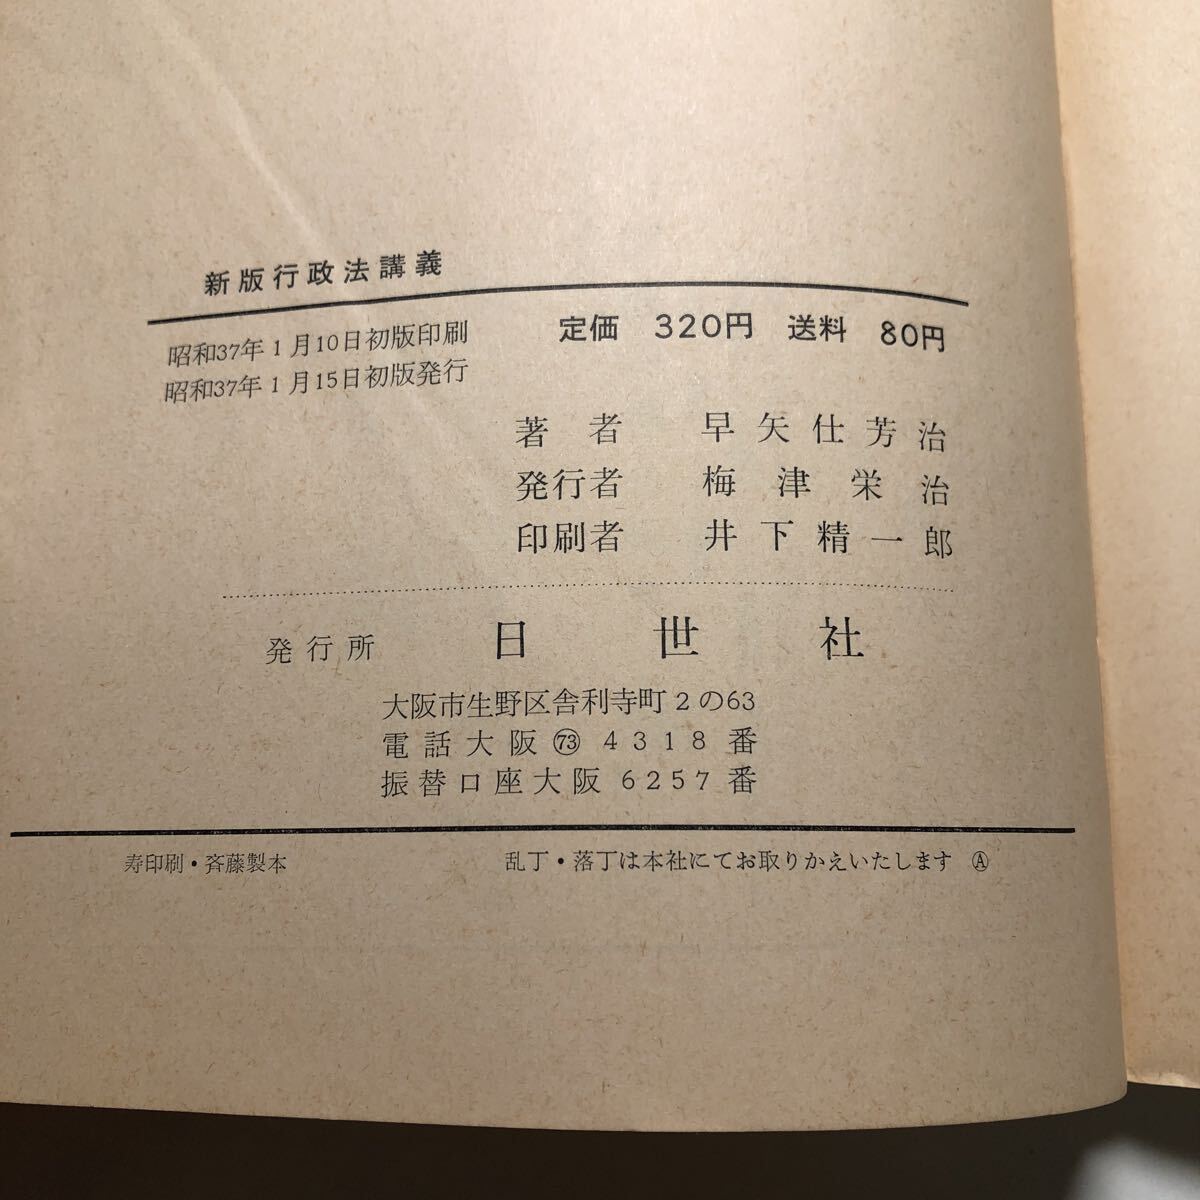 新版行政法講義
昭和37年1月10日初版印刷
昭和37年1月15日初版発行
定価 320円 送料 80円
著者 早矢仕芳治
発行者 梅津栄治
印刷者 井下精一郎
発行所 日世社
大阪市生野区舎利寺町2の63
電話大阪㊼4318番
振替口座大阪6257番
寿印刷・斉藤製本
乱丁・落丁は本社にてお取りかえいたします Ⓐ